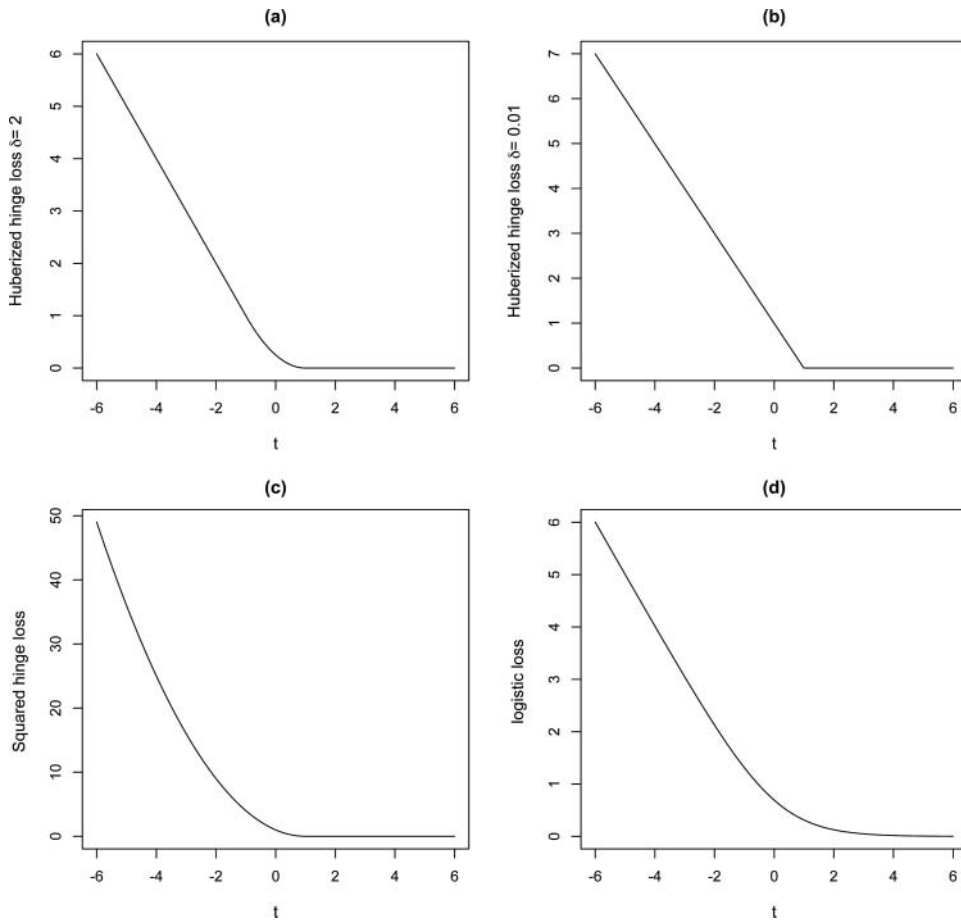 (a)
Huberized hinge loss δ= 2
6
5
4
3
2
1
0
-6 -4 -2 0 2 4 6
t
(b)
Huberized hinge loss δ= 0.01
7
6
5
4
3
2
1
0
-6 -4 -2 0 2 4 6
t
(c)
Squared hinge loss
50
40
30
20
10
0
-6 -4 -2 0 2 4 6
t
(d)
logistic loss
6
5
4
3
2
1
0
-6 -4 -2 0 2 4 6
t